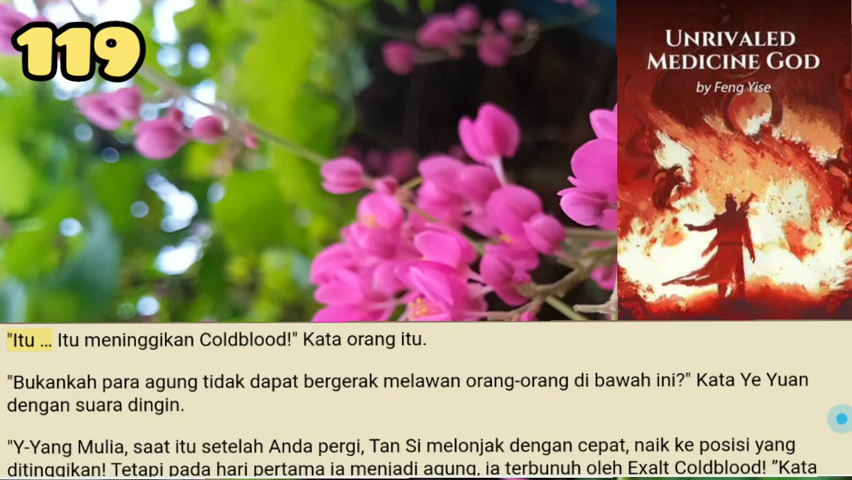 119
UNRIVALED
MEDICINE GOD
by Feng Yise
"Itu ... Itu meninggikan Coldblood!" Kata orang itu.
"Bukankah para agung tidak dapat bergerak melawan orang-orang di bawah ini?" Kata Ye Yuan
dengan suara dingin.
"Y-Yang Mulia, saat itu setelah Anda pergi, Tan Si melonjak dengan cepat, naik ke posisi yang
ditinggikan! Tetapi pada hari pertama ia menjadi agung, ia terbunuh oleh Exalt Coldblood! ”Kata